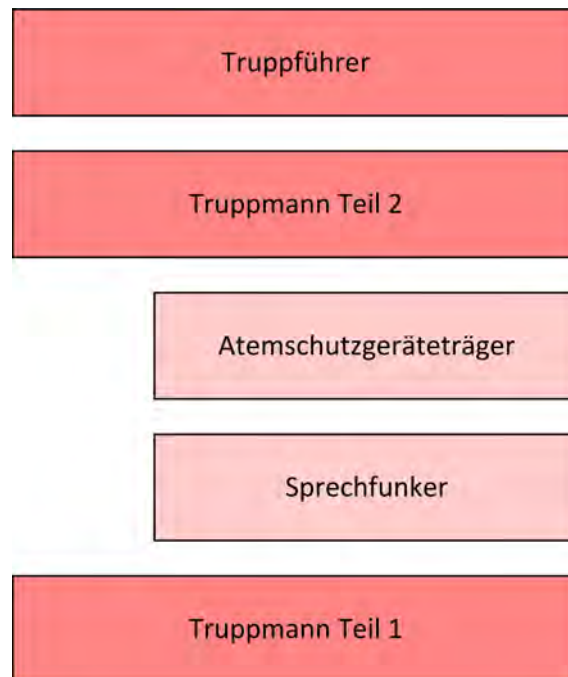 Truppführer
Truppmann Teil 2
Atemschutzgeräteträger
Sprechfunker
Truppmann Teil 1